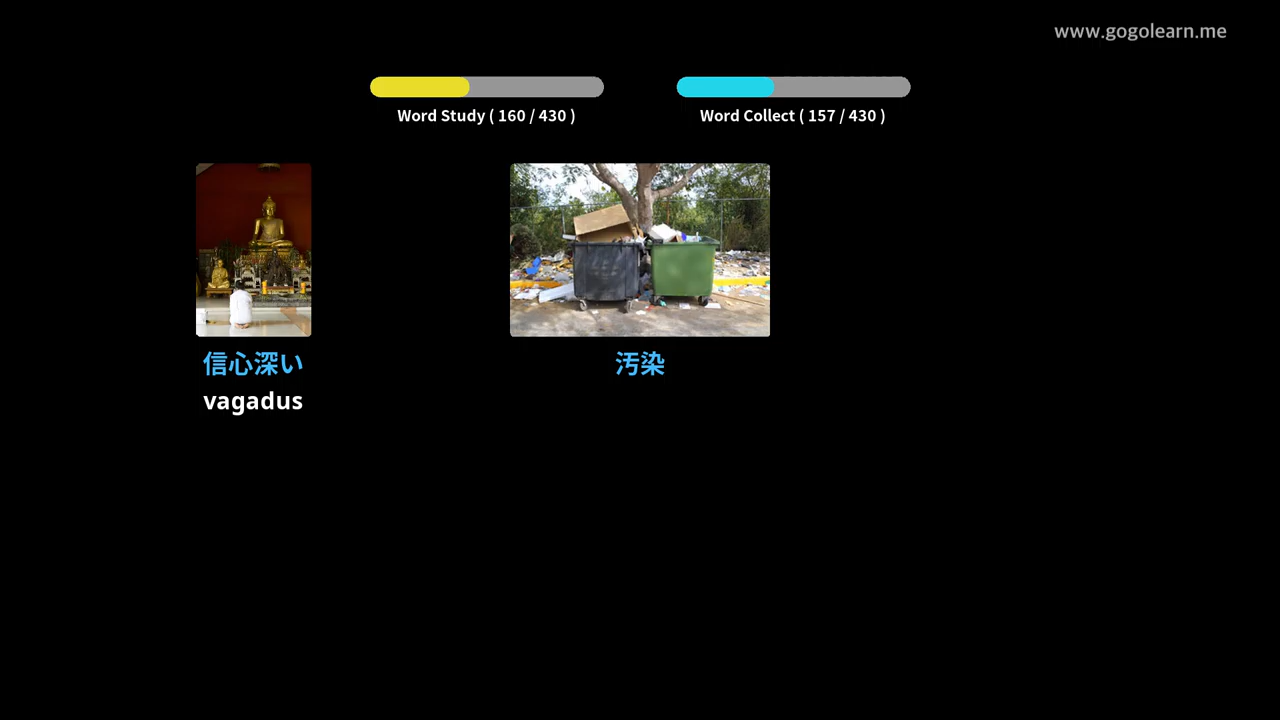 www.gogolearn.me
Word Study ( 160 / 430 )
Word Collect ( 157 / 430 )
信心深い
vagadus
汚染